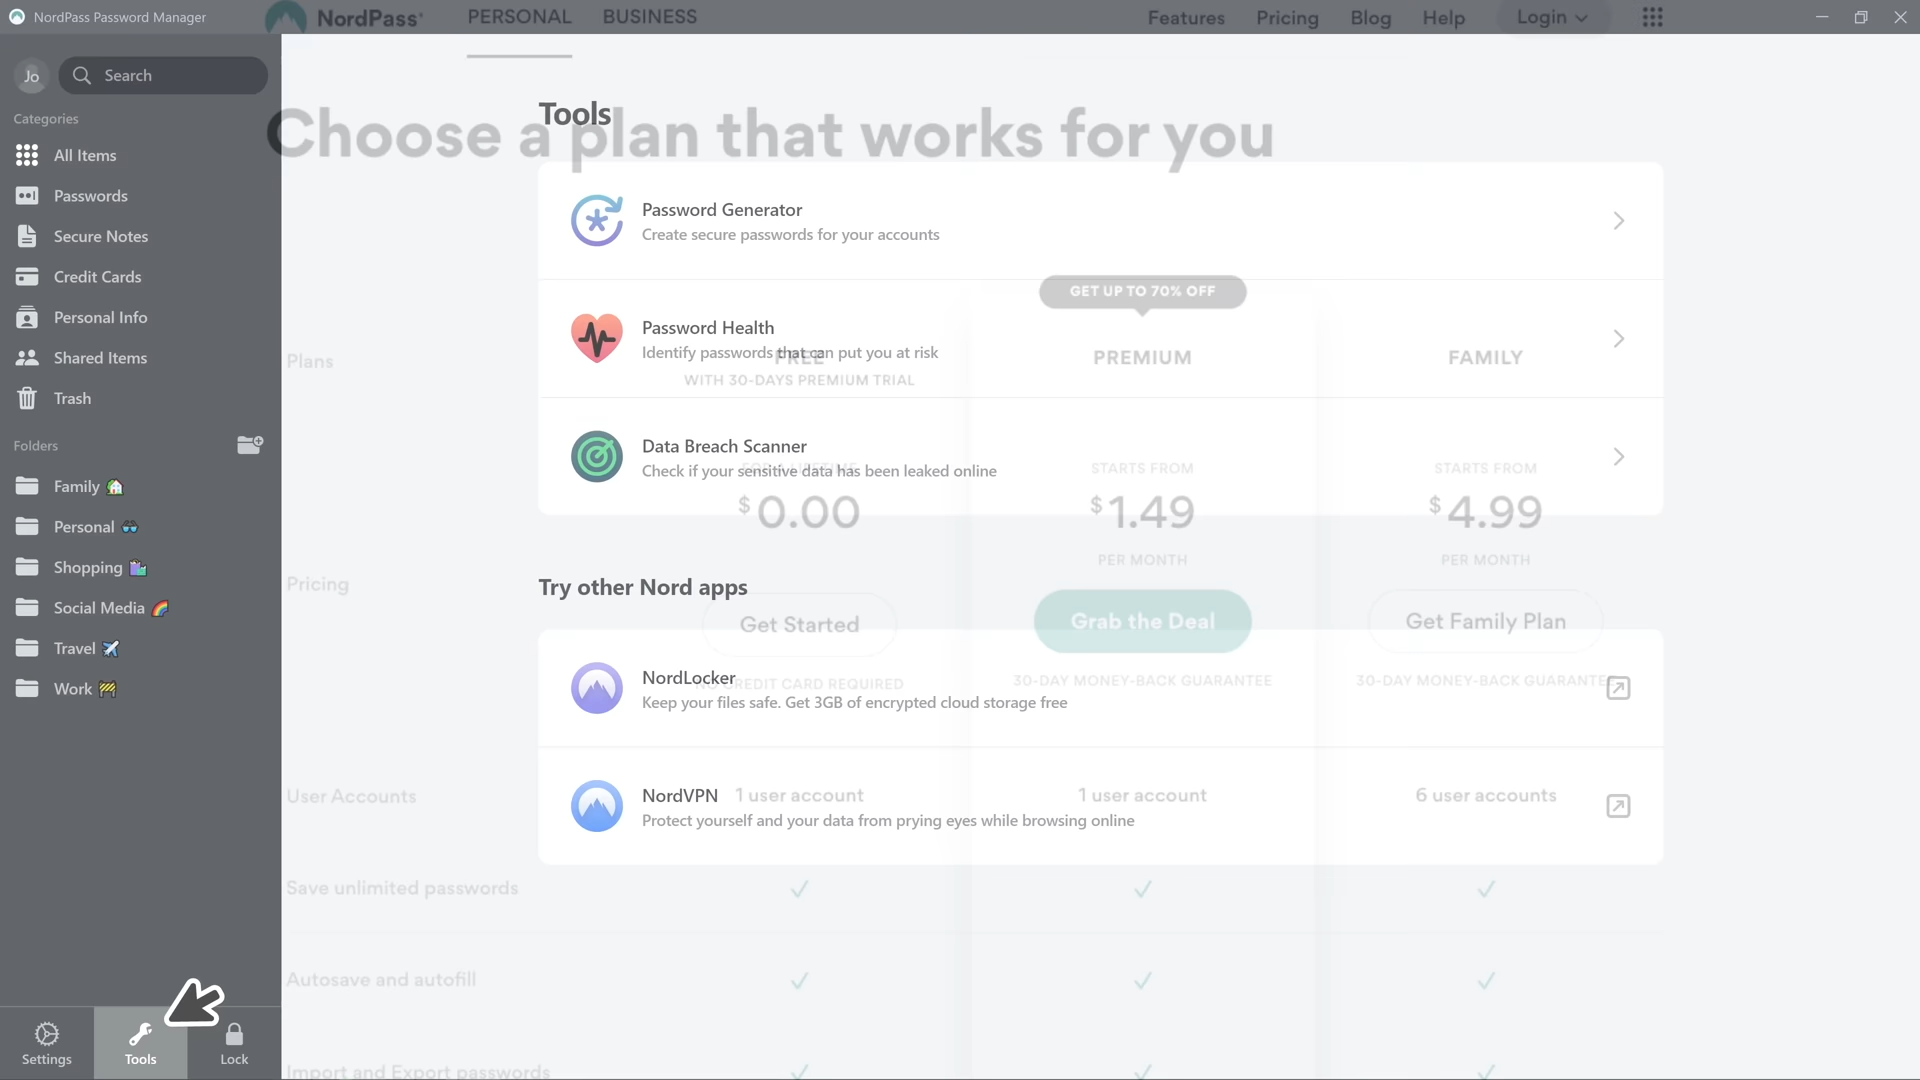 NordPass Password Manager
NordPass
PERSONAL
BUSINESS
Features
Pricing
Blog
Help
Login
Jo
Search
Categories
All Items
Passwords
Secure Notes
Credit Cards
Personal Info
Shared Items
Trash
Folders
Family
Personal
Shopping
Social Media
Travel
Work
Settings
Tools
Lock
Tools
Choose a plan that works for you
Password Generator
Create secure passwords for your accounts
GET UP TO 70% OFF
Password Health
Identify passwords that can put you at risk
Plans
FREE
WITH 30-DAYS PREMIUM TRIAL
PREMIUM
FAMILY
Data Breach Scanner
Check if your sensitive data has been leaked online
STARTS FROM
STARTS FROM
$0.00
$1.49
$4.99
PER MONTH
PER MONTH
Pricing
Try other Nord apps
Get Started
Grab the Deal
Get Family Plan
NordLocker
Keep your files safe. Get 3GB of encrypted cloud storage free
NO CREDIT CARD REQUIRED
30-DAY MONEY-BACK GUARANTEE
30-DAY MONEY-BACK GUARANTEE
NordVPN
Protect yourself and your data from prying eyes while browsing online
User Accounts
1 user account
1 user account
6 user accounts
Save unlimited passwords
Autosave and autofill
Import and Export passwords